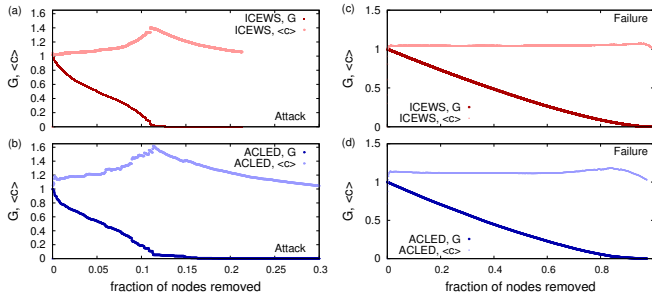 (a)
ICEWS, G
ICEWS, <c>
1.6
1.4
1.2
1
0.8
0.6
0.4
0.2
0
Attack
(b)
ACLED, G
ACLED, <c>
1.6
1.4
1.2
1
0.8
0.6
0.4
0.2
0
Attack
0 0.05 0.1 0.15 0.2 0.25 0.3
fraction of nodes removed
G, <c>
G, <c>
(c)
Failure
1.5
1
0.5
0
ICEWS, G
ICEWS, <c>
(d)
Failure
1.5
1
0.5
0
ACLED, G
ACLED, <c>
0 0.2 0.4 0.6 0.8
fraction of nodes removed
G, <c>
G, <c>